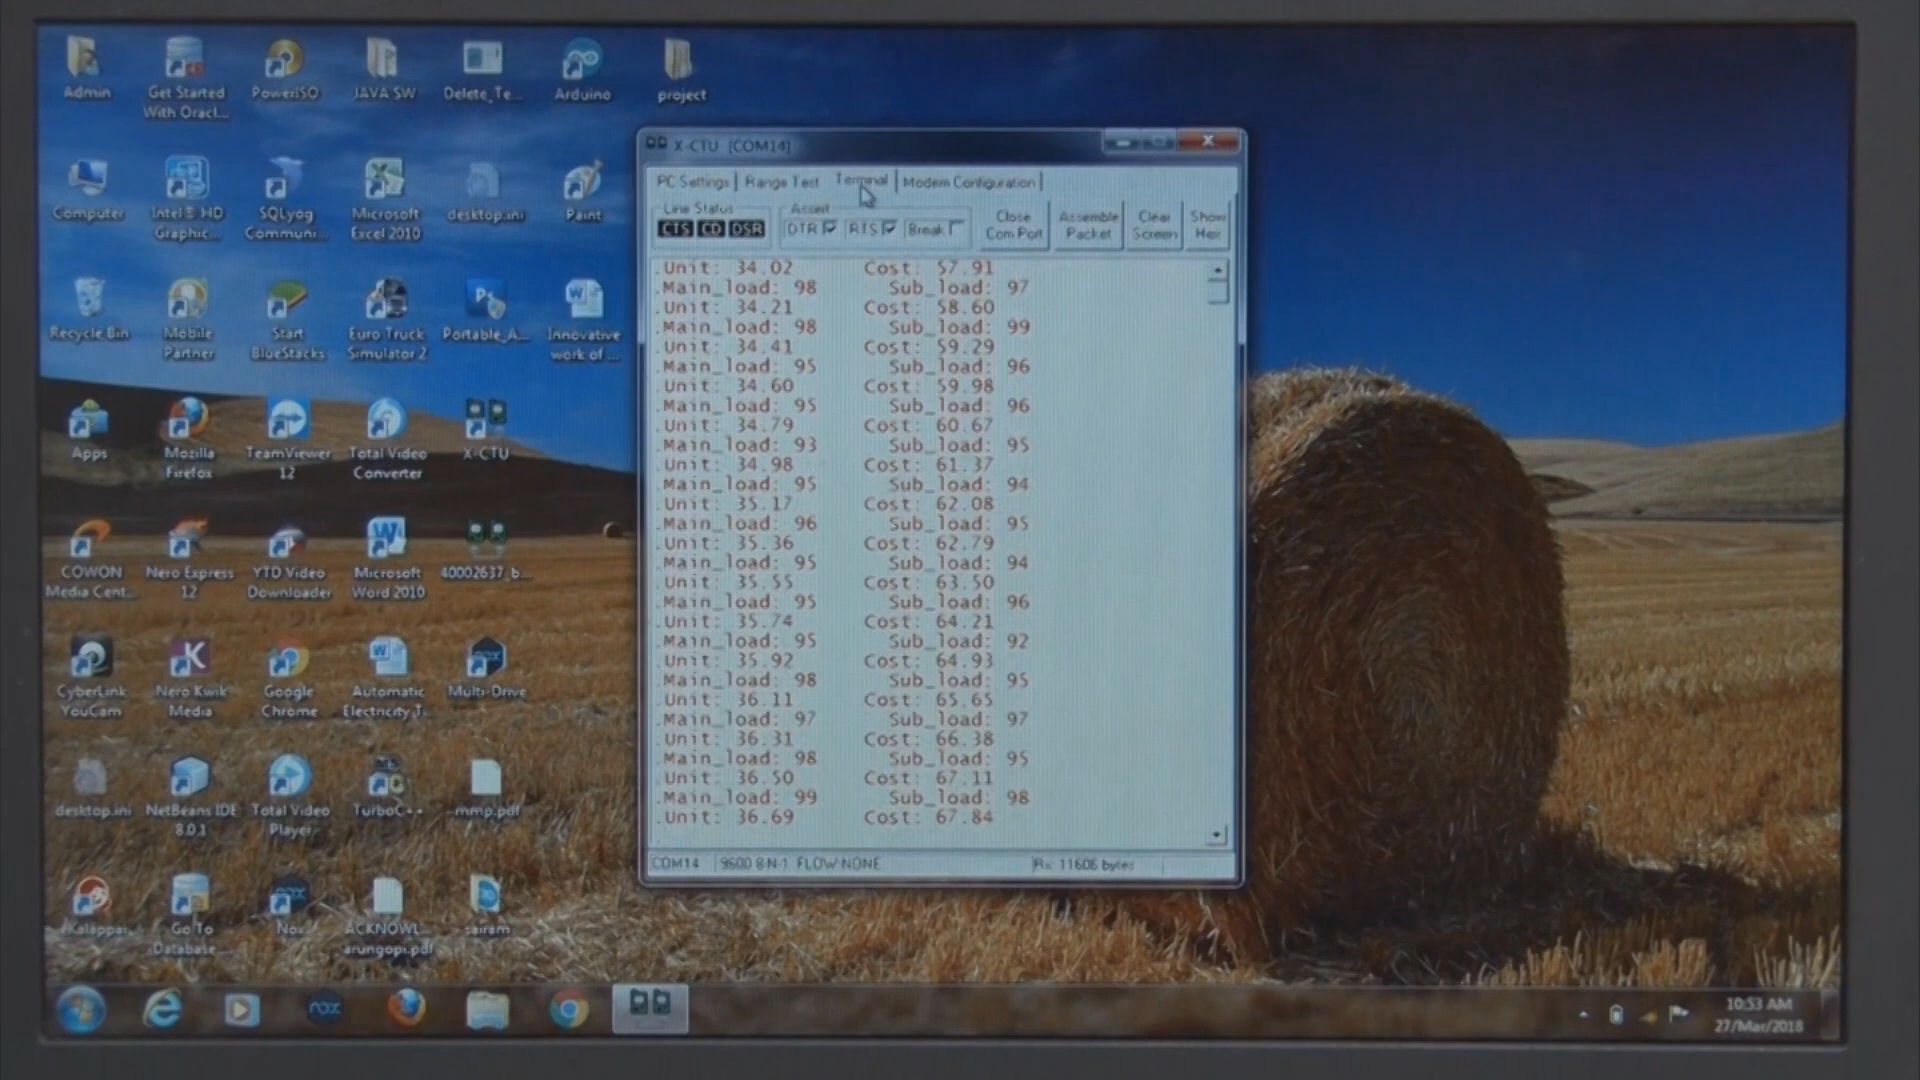 Admin
Get Started With Oracl...
PowerISO
JAVA SW
Delete_Te...
Arduino
project
Computer
Intel® HD Graphic...
SQLyog Communi...
Microsoft Excel 2010
desktop.ini
Paint
Recycle Bin
Mobile Partner
Start BlueStacks
Euro Truck Simulator 2
Portable_A...
Innovative work of ...
Apps
Mozilla Firefox
TeamViewer 12
Total Video Converter
X-CTU
COWON Media Cent...
Nero Express 12
YTD Video Downloader
Microsoft Word 2010
40002637_b...
CyberLink YouCam
Nero Kwik Media
Google Chrome
Automatic Electricity T...
Multi-Drive
desktop.ini
NetBeans IDE 8.0.1
Total Video Player
TurboC++
mmp.pdf
eKalappai...
Go To Database...
Nox
ACKNOWL... arungopi.pdf
sairam
X-CTU [COM14]
PC Settings Range Test Terminal Modem Configuration
Line Status Assert
CTS CD DSR DTR RTS Break Close Com Port Assemble Packet Clear Screen Show Hex
.Unit: 34.02 Cost: 57.91
.Main_load: 98 Sub_load: 97
.Unit: 34.21 Cost: 58.60
.Main_load: 98 Sub_load: 99
.Unit: 34.41 Cost: 59.29
.Main_load: 95 Sub_load: 96
.Unit: 34.60 Cost: 59.98
.Main_load: 95 Sub_load: 96
.Unit: 34.79 Cost: 60.67
.Main_load: 93 Sub_load: 95
.Unit: 34.98 Cost: 61.37
.Main_load: 95 Sub_load: 94
.Unit: 35.17 Cost: 62.08
.Main_load: 96 Sub_load: 95
.Unit: 35.36 Cost: 62.79
.Main_load: 95 Sub_load: 94
.Unit: 35.55 Cost: 63.50
.Main_load: 95 Sub_load: 96
.Unit: 35.74 Cost: 64.21
.Main_load: 95 Sub_load: 92
.Unit: 35.92 Cost: 64.93
.Main_load: 98 Sub_load: 95
.Unit: 36.11 Cost: 65.65
.Main_load: 97 Sub_load: 97
.Unit: 36.31 Cost: 66.38
.Main_load: 98 Sub_load: 95
.Unit: 36.50 Cost: 67.11
.Main_load: 99 Sub_load: 98
.Unit: 36.69 Cost: 67.84
COM14 9600 8-N-1 FLOW:NONE Rx: 11606 bytes
nox
10:53 AM
27/Mar/2018